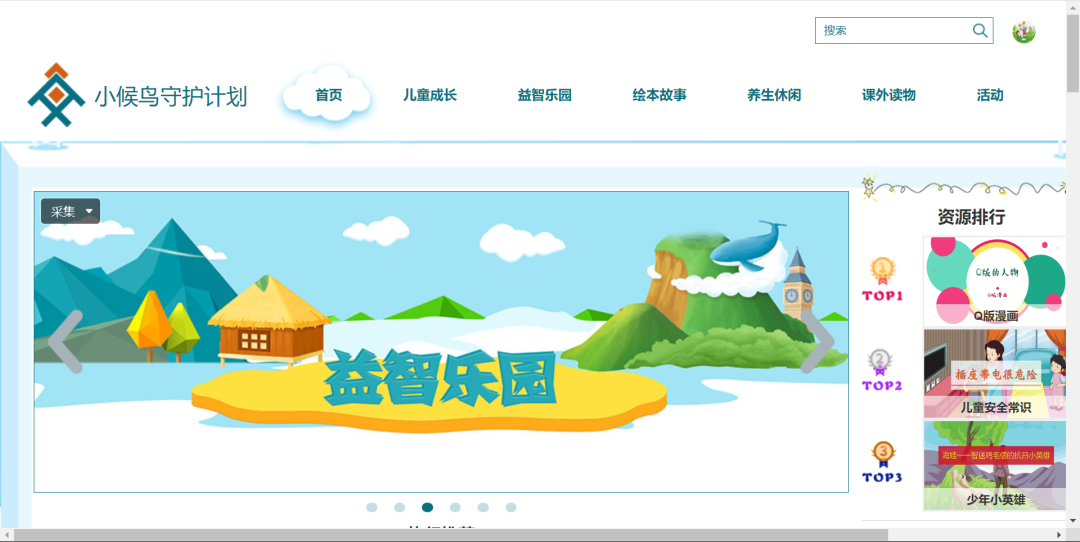 搜索
小候鸟守护计划
首页
儿童成长
益智乐园
绘本故事
养生休闲
课外读物
活动
采集
益智乐园
资源排行
TOP1
Q版的人物
Q版漫画
TOP2
插座带电很危险
儿童安全常识
TOP3
海娃——智送鸡毛信的抗日小英雄
少年小英雄